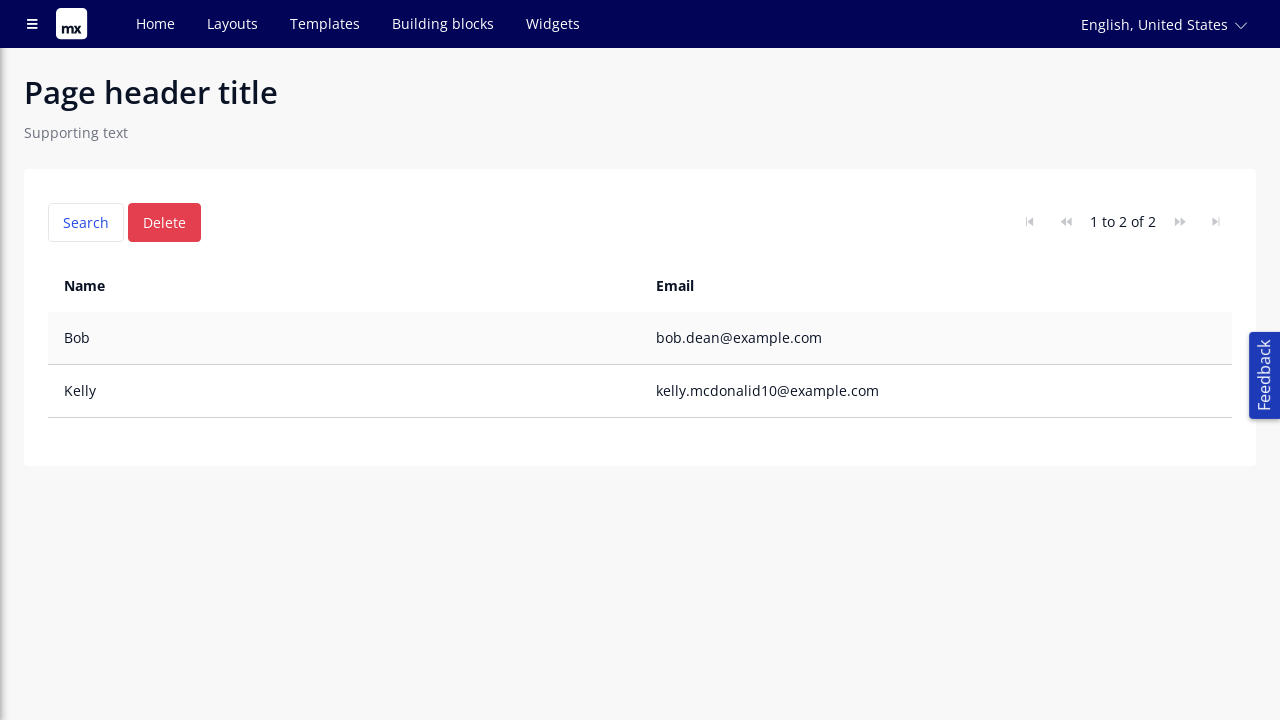 mx Home Layouts Templates Building blocks Widgets English, United States
Page header title
Supporting text
Search Delete 1 to 2 of 2
Name Email
Bob bob.dean@example.com
Kelly kelly.mcdonalid10@example.com
Feedback